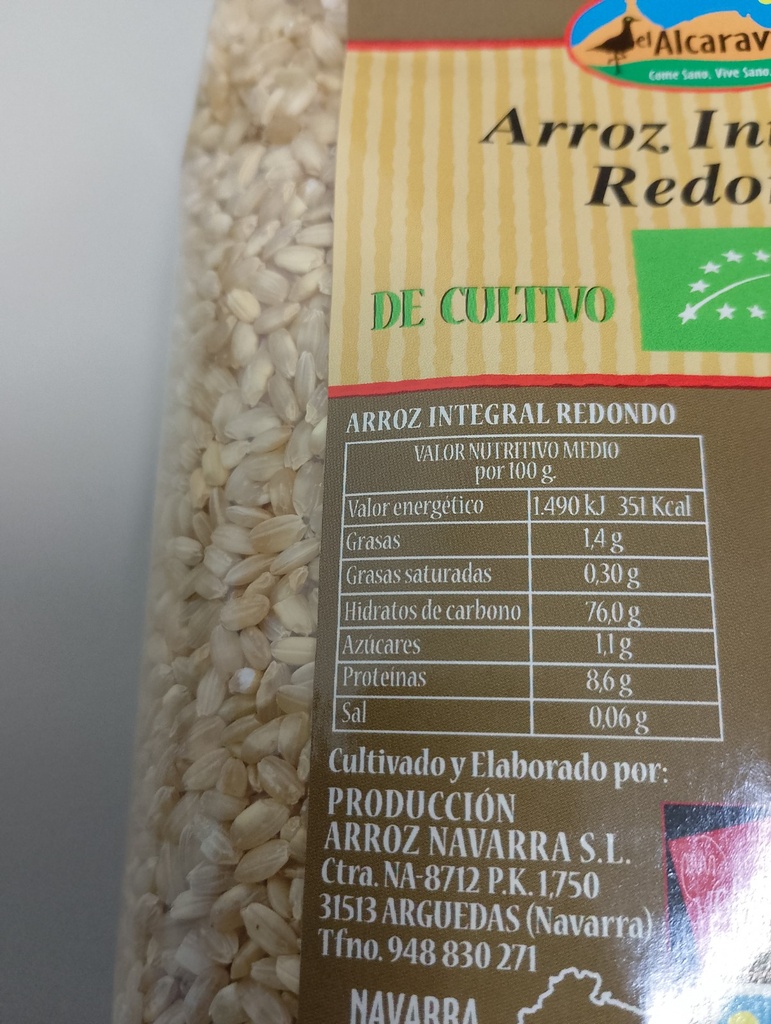 el Alcarav
Come Sano, Vive Sano.
Arroz In
Redo
DE CULTIVO
ARROZ INTEGRAL REDONDO
VALOR NUTRITIVO MEDIO
por 100 g.
Valor energético 1.490 kJ 351 Kcal
Grasas 1,4 g
Grasas saturadas 0,30 g
Hidratos de carbono 76,0 g
Azúcares 1,1 g
Proteínas 8,6 g
Sal 0,06 g
Cultivado y Elaborado por:
PRODUCCIÓN
ARROZ NAVARRA S.L.
Ctra. NA-8712 P.K. 1,750
31513 ARGUEDAS (Navarra)
Tfno. 948 830 271
NAVARRA